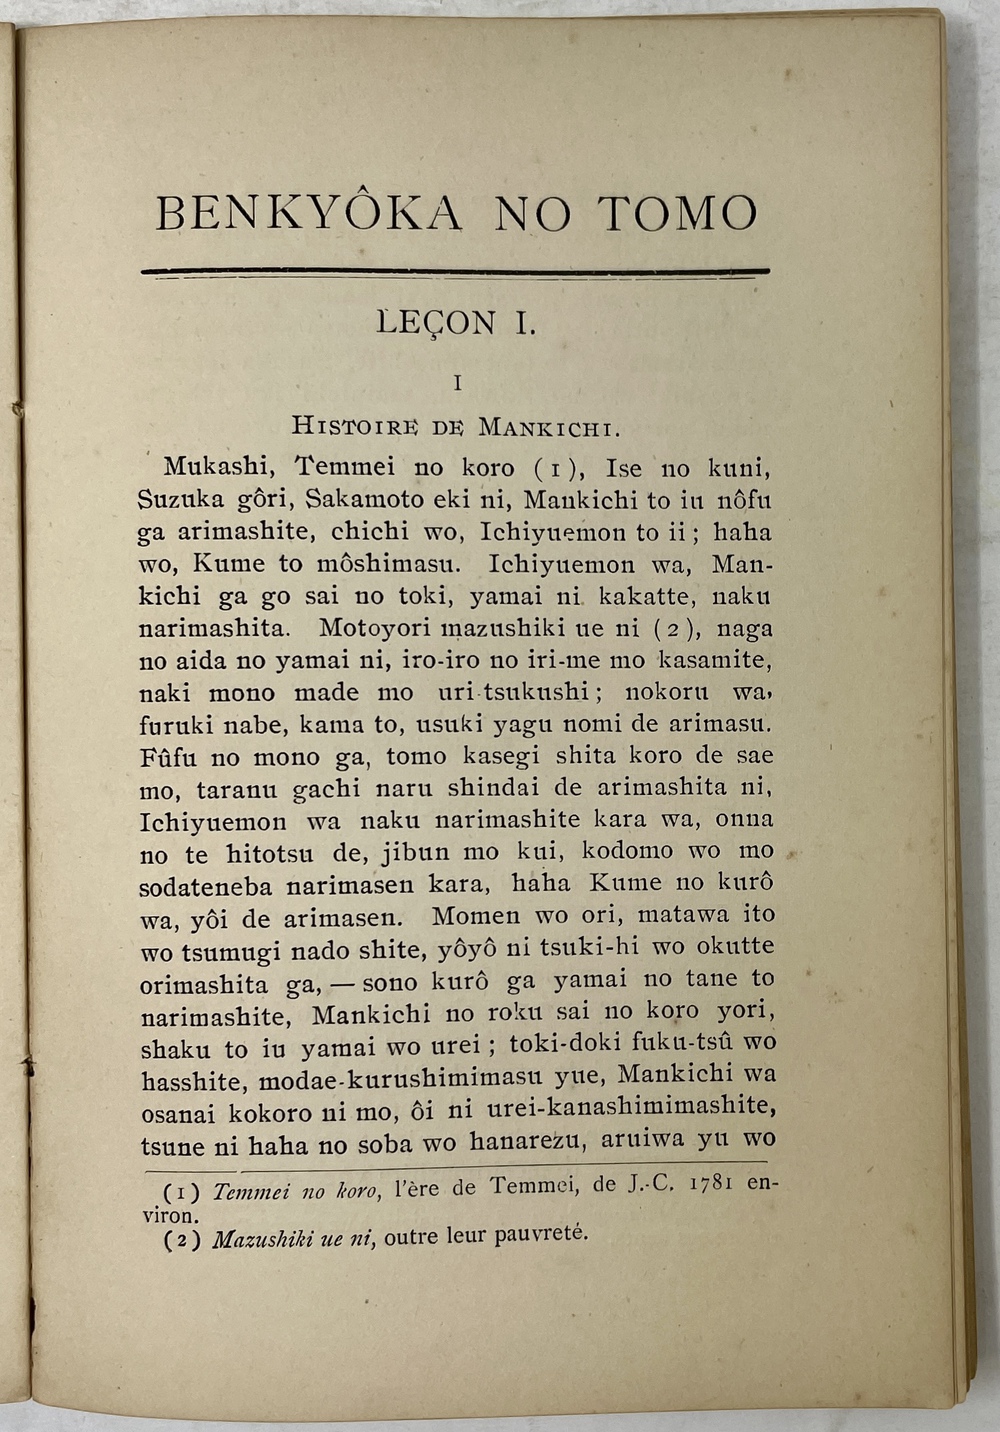 BENKYÔKA NO TOMO
LEÇON I.
I
HISTOIRE DE MANKICHI.
Mukashi, Temmei no koro (1), Ise no kuni,
Suzuka gôri, Sakamoto eki ni, Mankichi to iu nôfu
ga arimashite, chichi wo, Ichiyuemon to ii; haha
wo, Kume to môshimasu. Ichiyuemon wa, Man-
kichi ga go sai no toki, yamai ni kakatte, naku
narimashita. Motoyori mazushiki ue ni (2), naga
no aida no yamai ni, iro-iro no iri-me mo kasamite,
naki mono made mo uri-tsukushi; nokoru wa,
furuki nabe, kama to, usuki yagu nomi de arimasu.
Fûfu no mono ga, tomo kasegi shita koro de sae
mo, taranu gachi naru shindai de arimashita ni,
Ichiyuemon wa naku narimashite kara wa, onna
no te hitotsu de, jibun mo kui, kodomo wo mo
sodateneba narimasen kara, haha Kume no kurô
wa, yôi de arimasen. Momen wo ori, matawa ito
wo tsumugi nado shite, yôyô ni tsuki-hi wo okutte
orimashita ga, — sono kurô ga yamai no tane to
narimashite, Mankichi no roku sai no koro yori,
shaku to iu yamai wo urei; toki-doki fuku-tsû wo
hasshite, modae-kurushimimasu yue, Mankichi wa
osanai kokoro ni mo, ôi ni urei-kanashimimashite,
tsune ni haha no soba wo hanarezu, aruiwa yu wo
(1) Temmei no koro, l'ère de Temmei, de J.-C. 1781 en-
viron.
(2) Mazushiki ue ni, outre leur pauvreté.